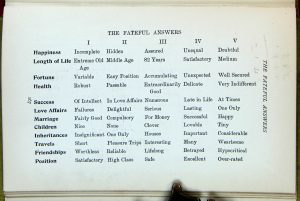 THE FATEFUL ANSWERS
I II III IV V
Happiness Incomplete Hidden Assured Unequal Doubtful
Length of Life Extreme Old Age Middle Age 82 Years Satisfactory Medium
Fortune Variable Easy Position Accumulating Unexpected Well Secured
Health Robust Passable Extraordinarily Good Delicate Very Indifferent
Success Of Intellect In Love Affairs Numerous Late in Life At Times
Love Affairs Failures Delightful Serious Lasting One Only
Marriage Fairly Good Compulsory For Money Successful Happy
Children Nice None Clever Lovable Tiny
Inheritances Insignificant One Only Houses Important Considerable
Travels Short Pleasure Trips Interesting Many Wearisome
Friendships Worthless Reliable Lifelong Betrayed Hypocritical
Position Satisfactory High Class Safe Excellent Over-rated
THE FATEFUL ANSWERS